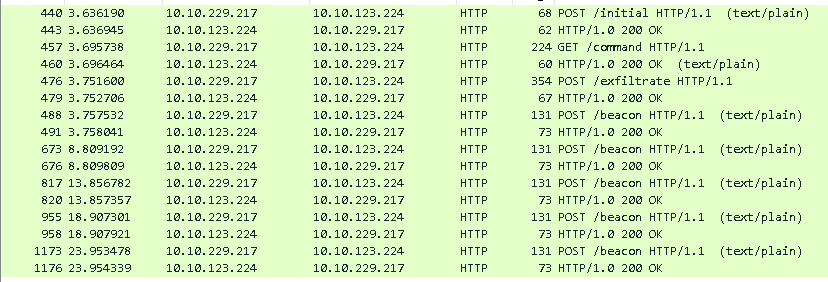 440 3.636190 10.10.229.217 10.10.123.224 HTTP 68 POST /initial HTTP/1.1 (text/plain)
443 3.636945 10.10.123.224 10.10.229.217 HTTP 62 HTTP/1.0 200 OK
457 3.695738 10.10.229.217 10.10.123.224 HTTP 224 GET /command HTTP/1.1
460 3.696464 10.10.123.224 10.10.229.217 HTTP 60 HTTP/1.0 200 OK (text/plain)
476 3.751600 10.10.229.217 10.10.123.224 HTTP 354 POST /exfiltrate HTTP/1.1
479 3.752706 10.10.123.224 10.10.229.217 HTTP 67 HTTP/1.0 200 OK
488 3.757532 10.10.229.217 10.10.123.224 HTTP 131 POST /beacon HTTP/1.1 (text/plain)
491 3.758041 10.10.123.224 10.10.229.217 HTTP 73 HTTP/1.0 200 OK
673 8.809192 10.10.229.217 10.10.123.224 HTTP 131 POST /beacon HTTP/1.1 (text/plain)
676 8.809809 10.10.123.224 10.10.229.217 HTTP 73 HTTP/1.0 200 OK
817 13.856782 10.10.229.217 10.10.123.224 HTTP 131 POST /beacon HTTP/1.1 (text/plain)
820 13.857357 10.10.123.224 10.10.229.217 HTTP 73 HTTP/1.0 200 OK
955 18.907301 10.10.229.217 10.10.123.224 HTTP 131 POST /beacon HTTP/1.1 (text/plain)
958 18.907921 10.10.123.224 10.10.229.217 HTTP 73 HTTP/1.0 200 OK
1173 23.953478 10.10.229.217 10.10.123.224 HTTP 131 POST /beacon HTTP/1.1 (text/plain)
1176 23.954339 10.10.123.224 10.10.229.217 HTTP 73 HTTP/1.0 200 OK